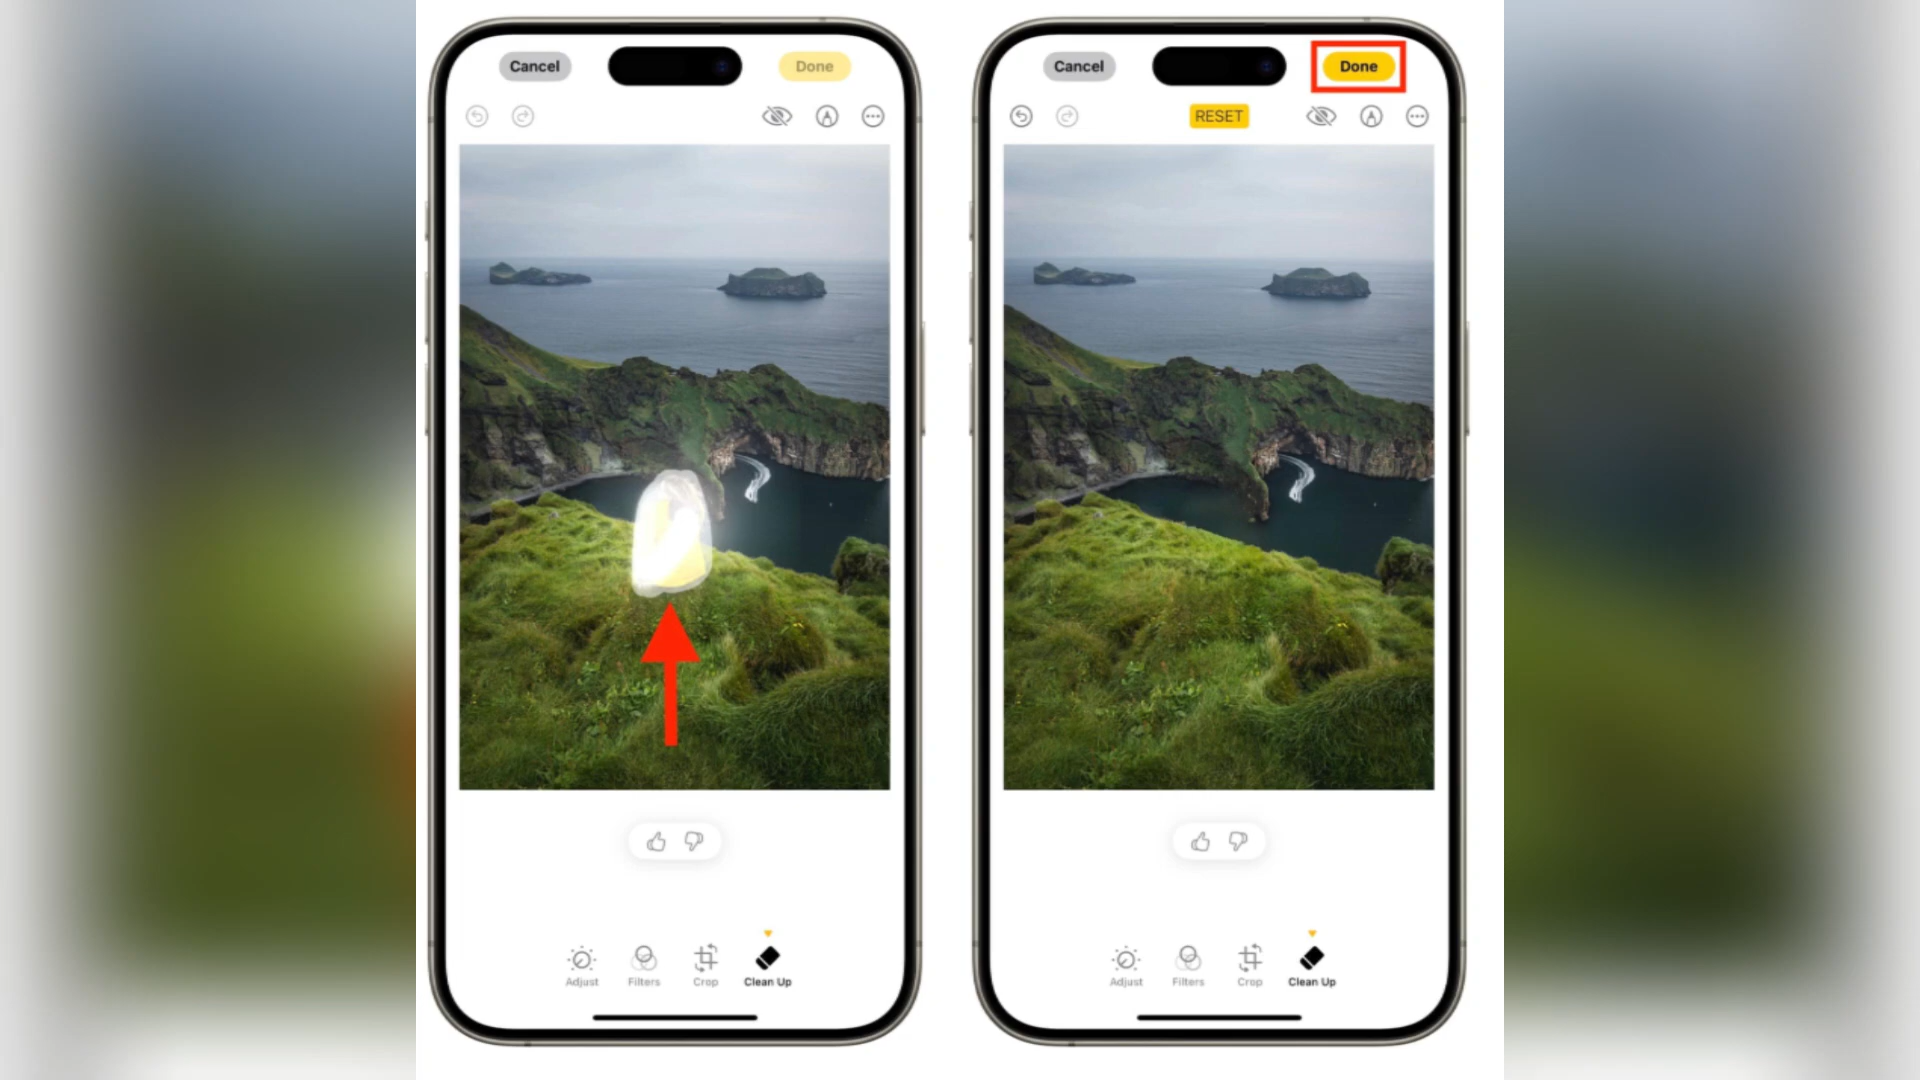 Cancel
Done
Adjust
Filters
Crop
Clean Up
Cancel
Done
RESET
Adjust
Filters
Crop
Clean Up